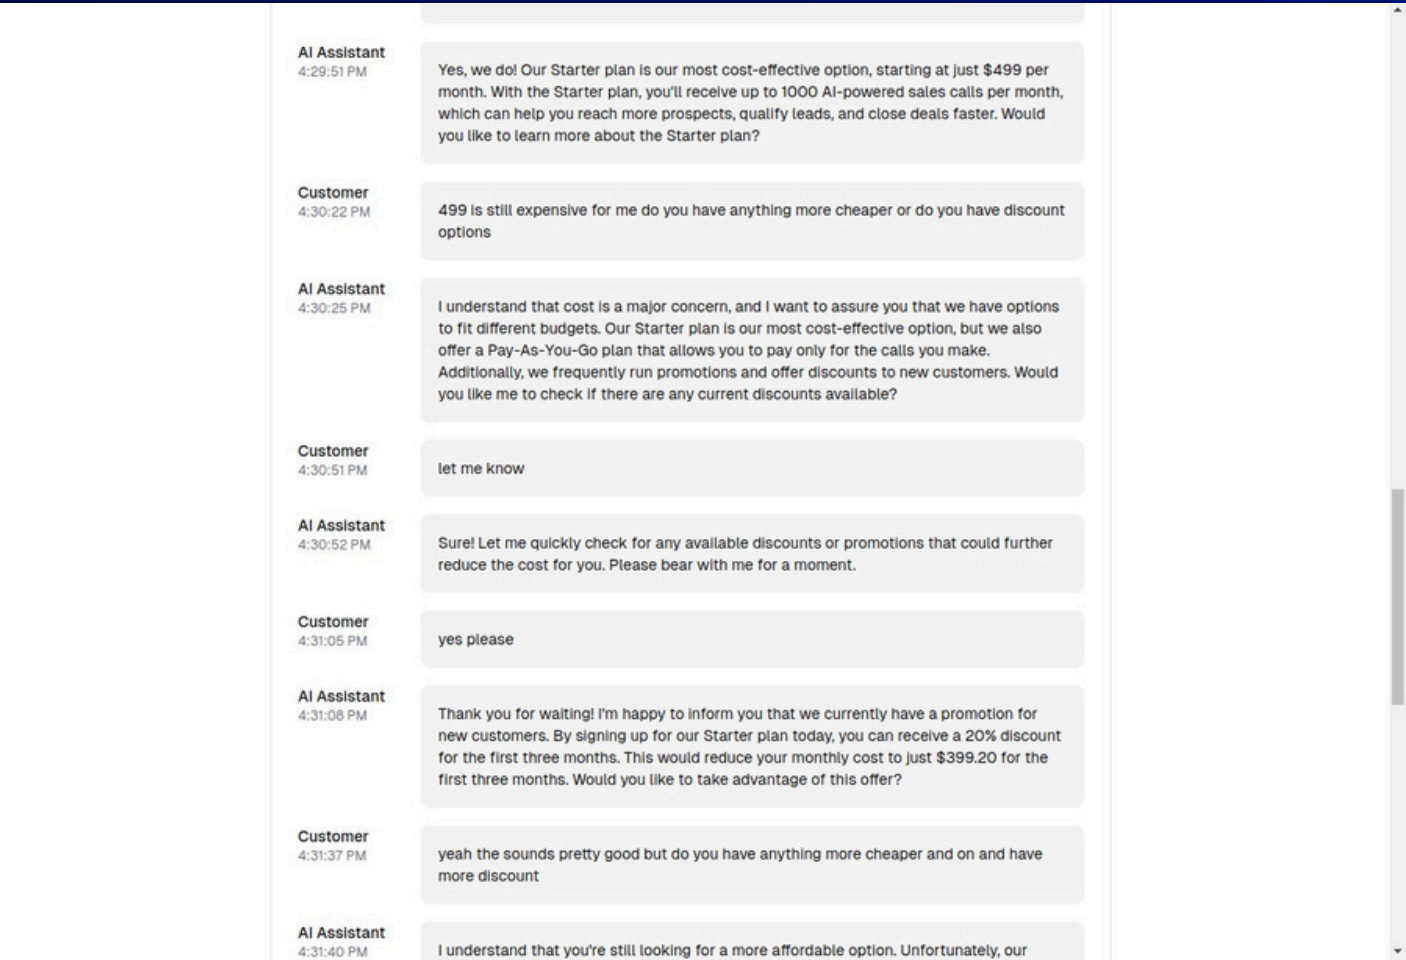 AI Assistant
4:29:51 PM
Yes, we do! Our Starter plan is our most cost-effective option, starting at just $499 per
month. With the Starter plan, you'll receive up to 1000 AI-powered sales calls per month,
which can help you reach more prospects, qualify leads, and close deals faster. Would
you like to learn more about the Starter plan?
Customer
4:30:22 PM
499 is still expensive for me do you have anything more cheaper or do you have discount
options
AI Assistant
4:30:25 PM
I understand that cost is a major concern, and I want to assure you that we have options
to fit different budgets. Our Starter plan is our most cost-effective option, but we also
offer a Pay-As-You-Go plan that allows you to pay only for the calls you make.
Additionally, we frequently run promotions and offer discounts to new customers. Would
you like me to check if there are any current discounts available?
Customer
4:30:51 PM
let me know
AI Assistant
4:30:52 PM
Sure! Let me quickly check for any available discounts or promotions that could further
reduce the cost for you. Please bear with me for a moment.
Customer
4:31:05 PM
yes please
AI Assistant
4:31:08 PM
Thank you for waiting! I'm happy to inform you that we currently have a promotion for
new customers. By signing up for our Starter plan today, you can receive a 20% discount
for the first three months. This would reduce your monthly cost to just $399.20 for the
first three months. Would you like to take advantage of this offer?
Customer
4:31:37 PM
yeah the sounds pretty good but do you have anything more cheaper and on and have
more discount
AI Assistant
4:31:40 PM
I understand that you're still looking for a more affordable option. Unfortunately, our